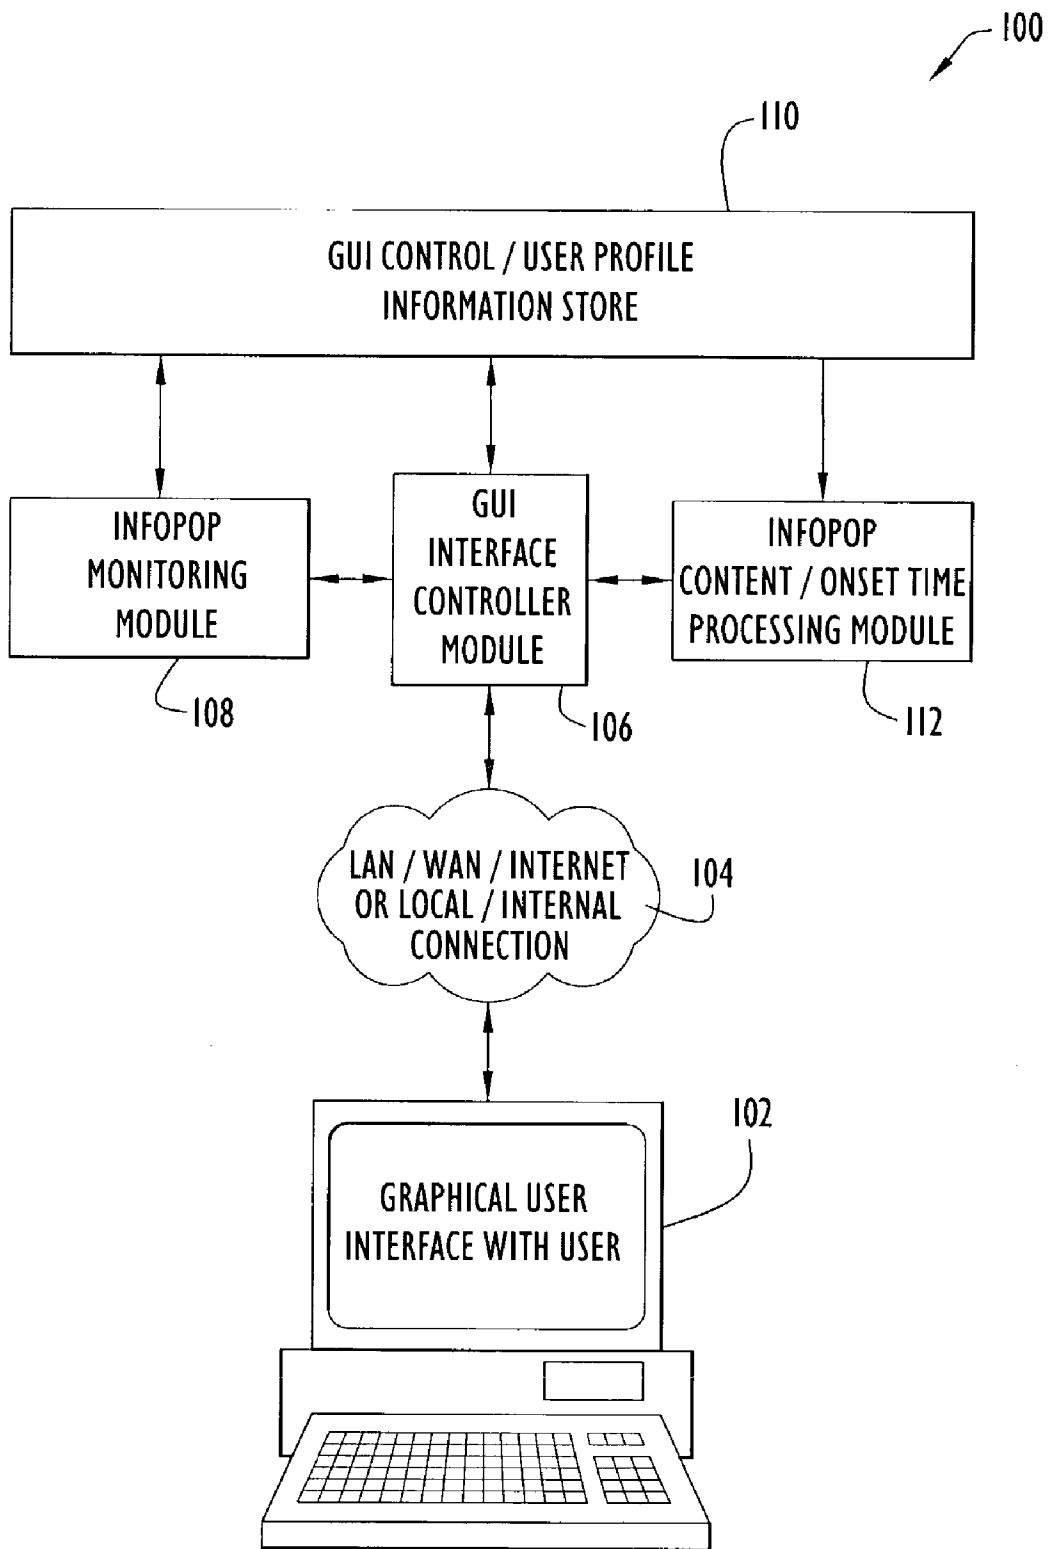 100
110
GUI CONTROL / USER PROFILE
INFORMATION STORE
INFOPOP
MONITORING
MODULE
108
GUI
INTERFACE
CONTROLLER
MODULE
106
INFOPOP
CONTENT / ONSET TIME
PROCESSING MODULE
112
LAN / WAN / INTERNET
OR LOCAL / INTERNAL
CONNECTION
104
102
GRAPHICAL USER
INTERFACE WITH USER